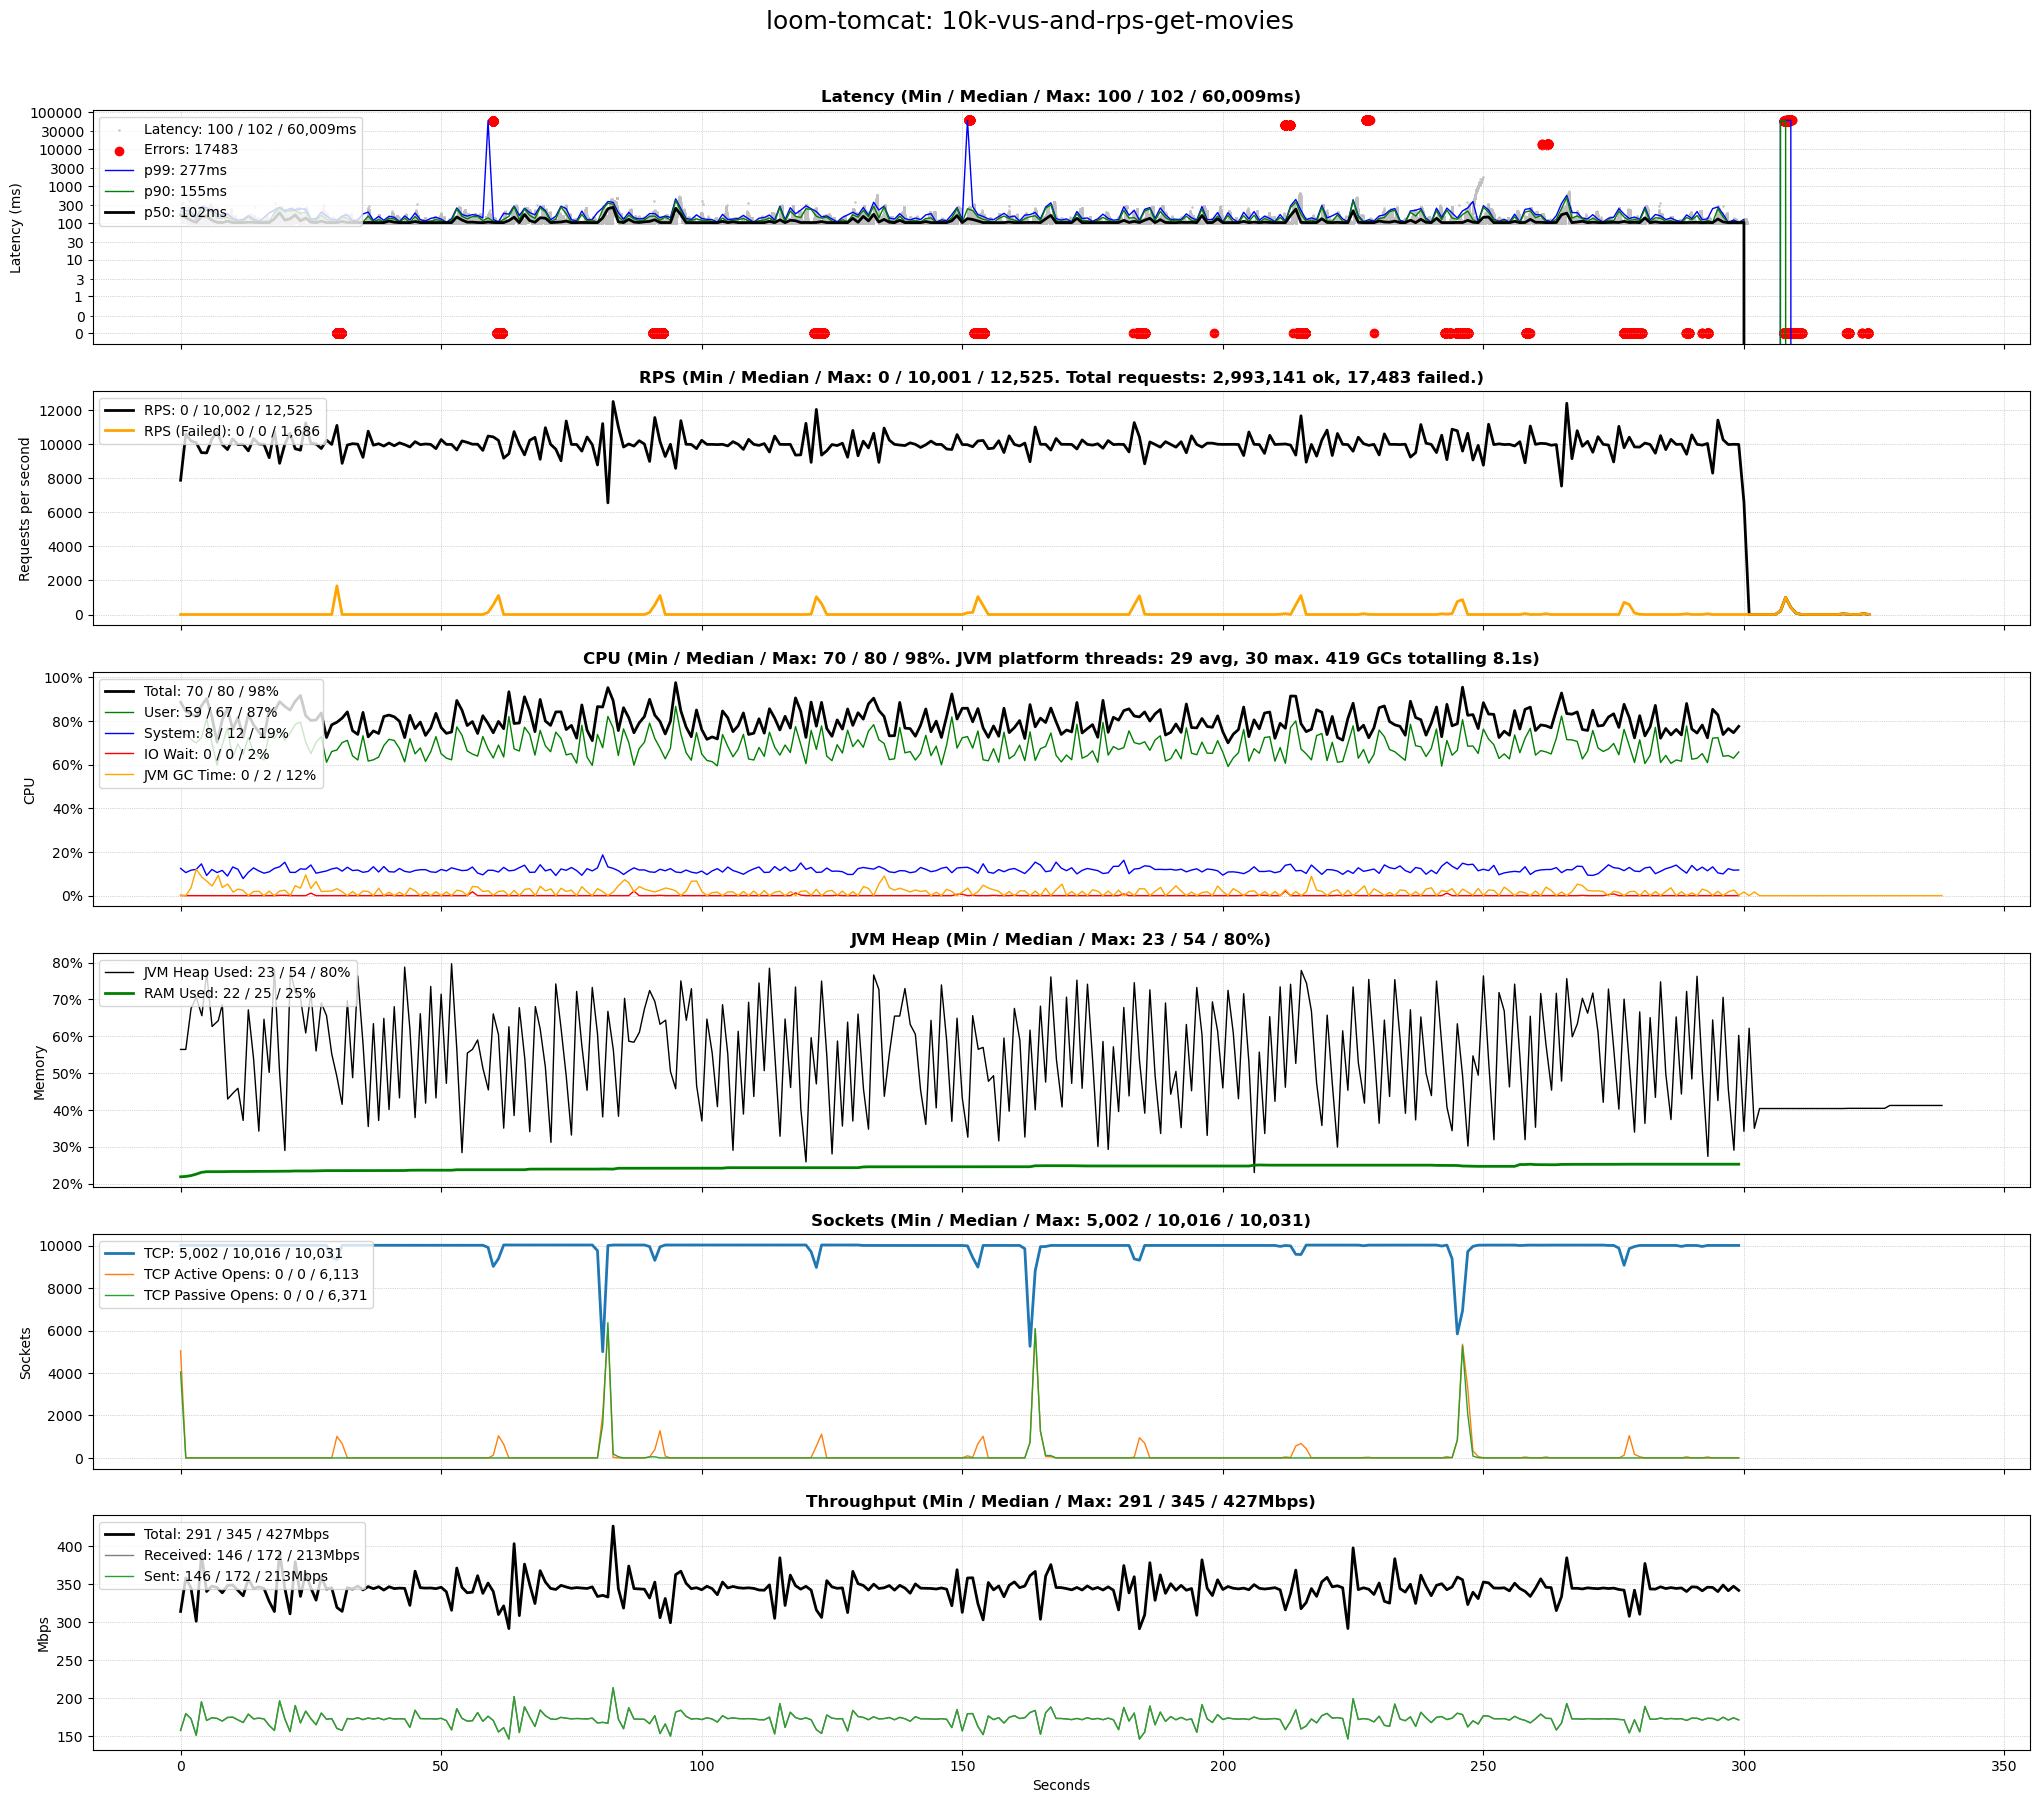 loom-tomcat: 10k-vus-and-rps-get-movies
Latency (Min / Median / Max: 100 / 102 / 60,009ms)
Latency (ms)
100000
30000
10000
3000
1000
300
100
30
10
3
1
0
0
Latency: 100 / 102 / 60,009ms
Errors: 17483
p99: 277ms
p90: 155ms
p50: 102ms
RPS (Min / Median / Max: 0 / 10,001 / 12,525. Total requests: 2,993,141 ok, 17,483 failed.)
Requests per second
12000
10000
8000
6000
4000
2000
0
RPS: 0 / 10,002 / 12,525
RPS (Failed): 0 / 0 / 1,686
CPU (Min / Median / Max: 70 / 80 / 98%. JVM platform threads: 29 avg, 30 max. 419 GCs totalling 8.1s)
CPU
100%
80%
60%
40%
20%
0%
Total: 70 / 80 / 98%
User: 59 / 67 / 87%
System: 8 / 12 / 19%
IO Wait: 0 / 0 / 2%
JVM GC Time: 0 / 2 / 12%
JVM Heap (Min / Median / Max: 23 / 54 / 80%)
Memory
80%
70%
60%
50%
40%
30%
20%
JVM Heap Used: 23 / 54 / 80%
RAM Used: 22 / 25 / 25%
Sockets (Min / Median / Max: 5,002 / 10,016 / 10,031)
Sockets
10000
8000
6000
4000
2000
0
TCP: 5,002 / 10,016 / 10,031
TCP Active Opens: 0 / 0 / 6,113
TCP Passive Opens: 0 / 0 / 6,371
Throughput (Min / Median / Max: 291 / 345 / 427Mbps)
Mbps
400
350
300
250
200
150
Total: 291 / 345 / 427Mbps
Received: 146 / 172 / 213Mbps
Sent: 146 / 172 / 213Mbps
0 50 100 150 200 250 300 350
Seconds